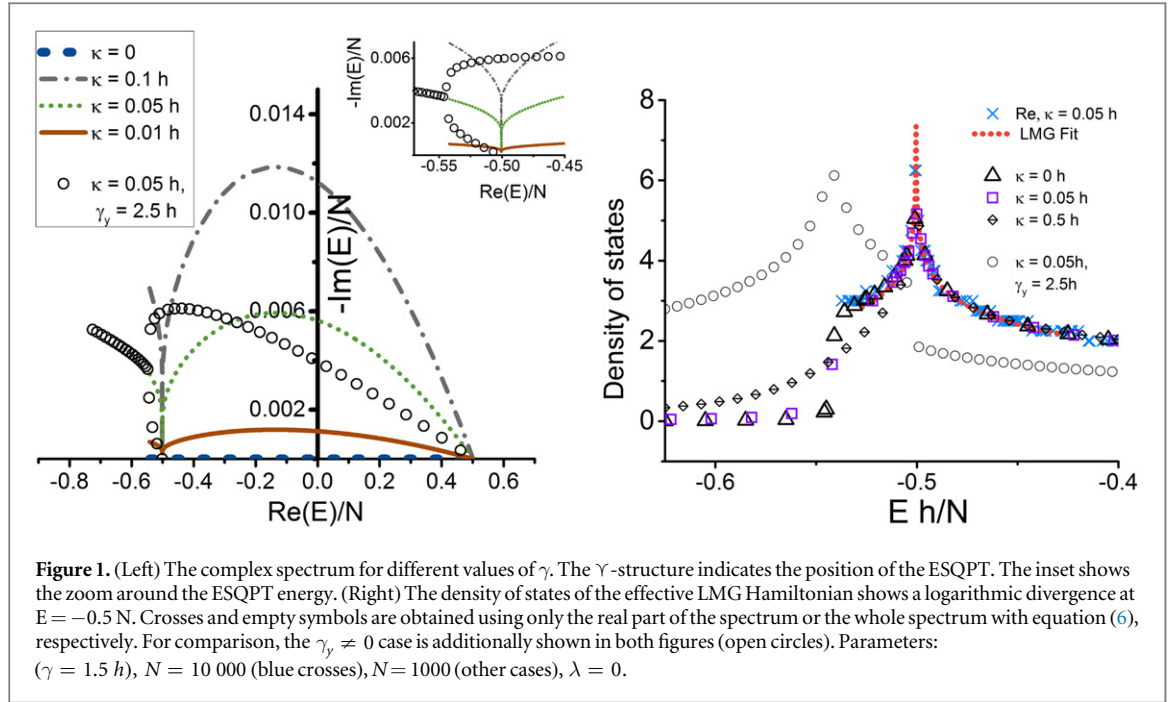 κ = 0
κ = 0.1 h
κ = 0.05 h
κ = 0.01 h
κ = 0.05 h,
γy = 2.5 h
0.014
0.010
0.006
0.002
-Im(E)/N
-0.8 -0.6 -0.4 -0.2 0.0 0.2 0.4 0.6
Re(E)/N
0.006
0.002
-Im(E)/N
-0.55 -0.50 -0.45
Re(E)/N
8
6
4
2
0
Density of states
Re, κ = 0.05 h
LMG Fit
κ = 0 h
κ = 0.05 h
κ = 0.5 h
κ = 0.05h,
γy = 2.5h
-0.6 -0.5 -0.4
E h/N
Figure 1. (Left) The complex spectrum for different values of γ. The ϒ-structure indicates the position of the ESQPT. The inset shows
the zoom around the ESQPT energy. (Right) The density of states of the effective LMG Hamiltonian shows a logarithmic divergence at
E = −0.5 N. Crosses and empty symbols are obtained using only the real part of the spectrum or the whole spectrum with equation (6),
respectively. For comparison, the γy ≠ 0 case is additionally shown in both figures (open circles). Parameters:
(γ = 1.5 h), N = 10 000 (blue crosses), N = 1000 (other cases), λ = 0.